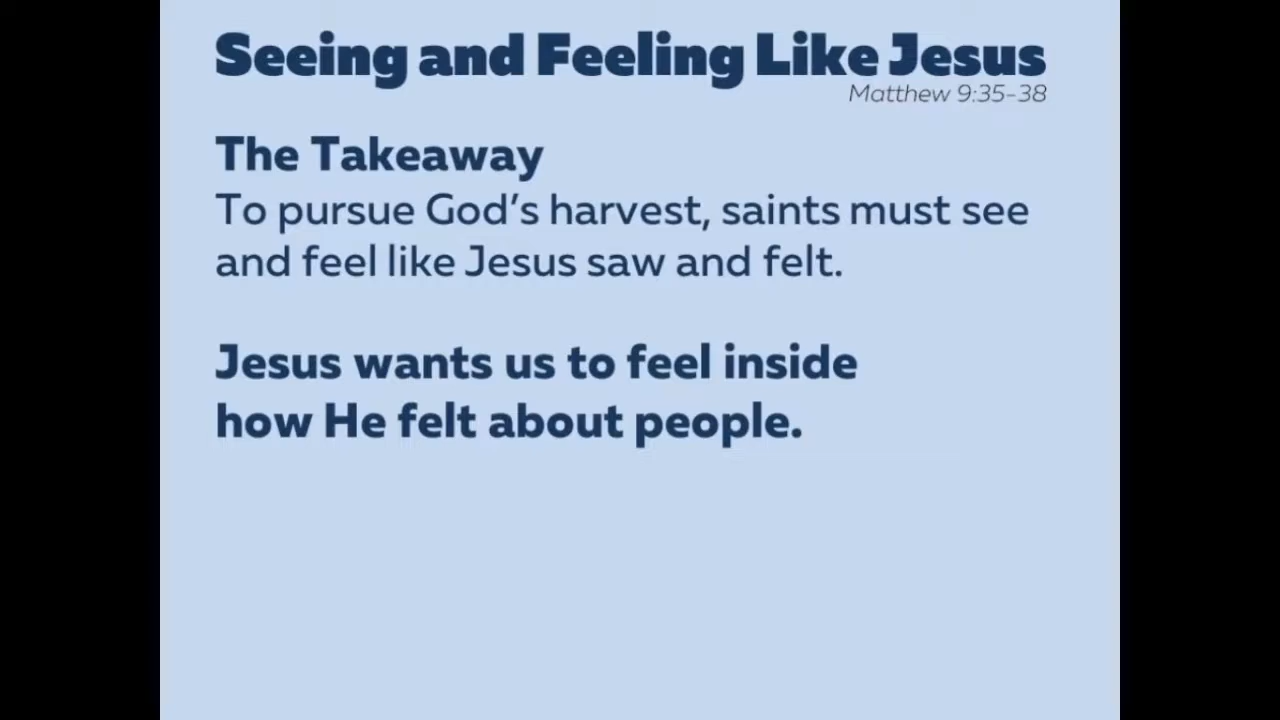 Seeing and Feeling Like Jesus
Matthew 9:35-38
The Takeaway
To pursue God’s harvest, saints must see
and feel like Jesus saw and felt.
Jesus wants us to feel inside
how He felt about people.